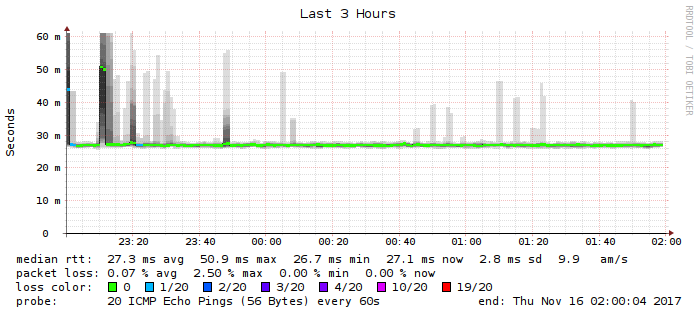 Last 3 Hours
RRDTOOL / TOBI OETIKER
Seconds
60 m
50 m
40 m
30 m
20 m
10 m
0
23:20 23:40 00:00 00:20 00:40 01:00 01:20 01:40 02:00
median rtt: 27.3 ms avg 50.9 ms max 26.7 ms min 27.1 ms now 2.8 ms sd 9.9 am/s
packet loss: 0.07 % avg 2.50 % max 0.00 % min 0.00 % now
loss color: 0 1/20 2/20 3/20 4/20 10/20 19/20
probe: 20 ICMP Echo Pings (56 Bytes) every 60s end: Thu Nov 16 02:00:04 2017